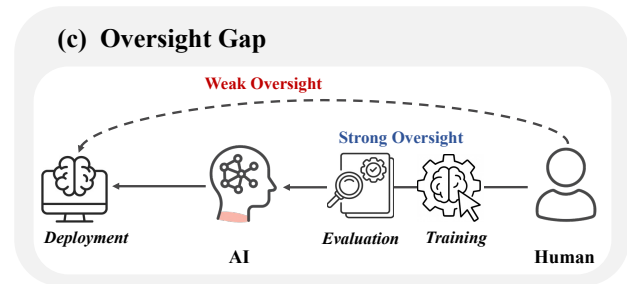 (c) Oversight Gap
Weak Oversight
Strong Oversight
Deployment
AI
Evaluation
Training
Human